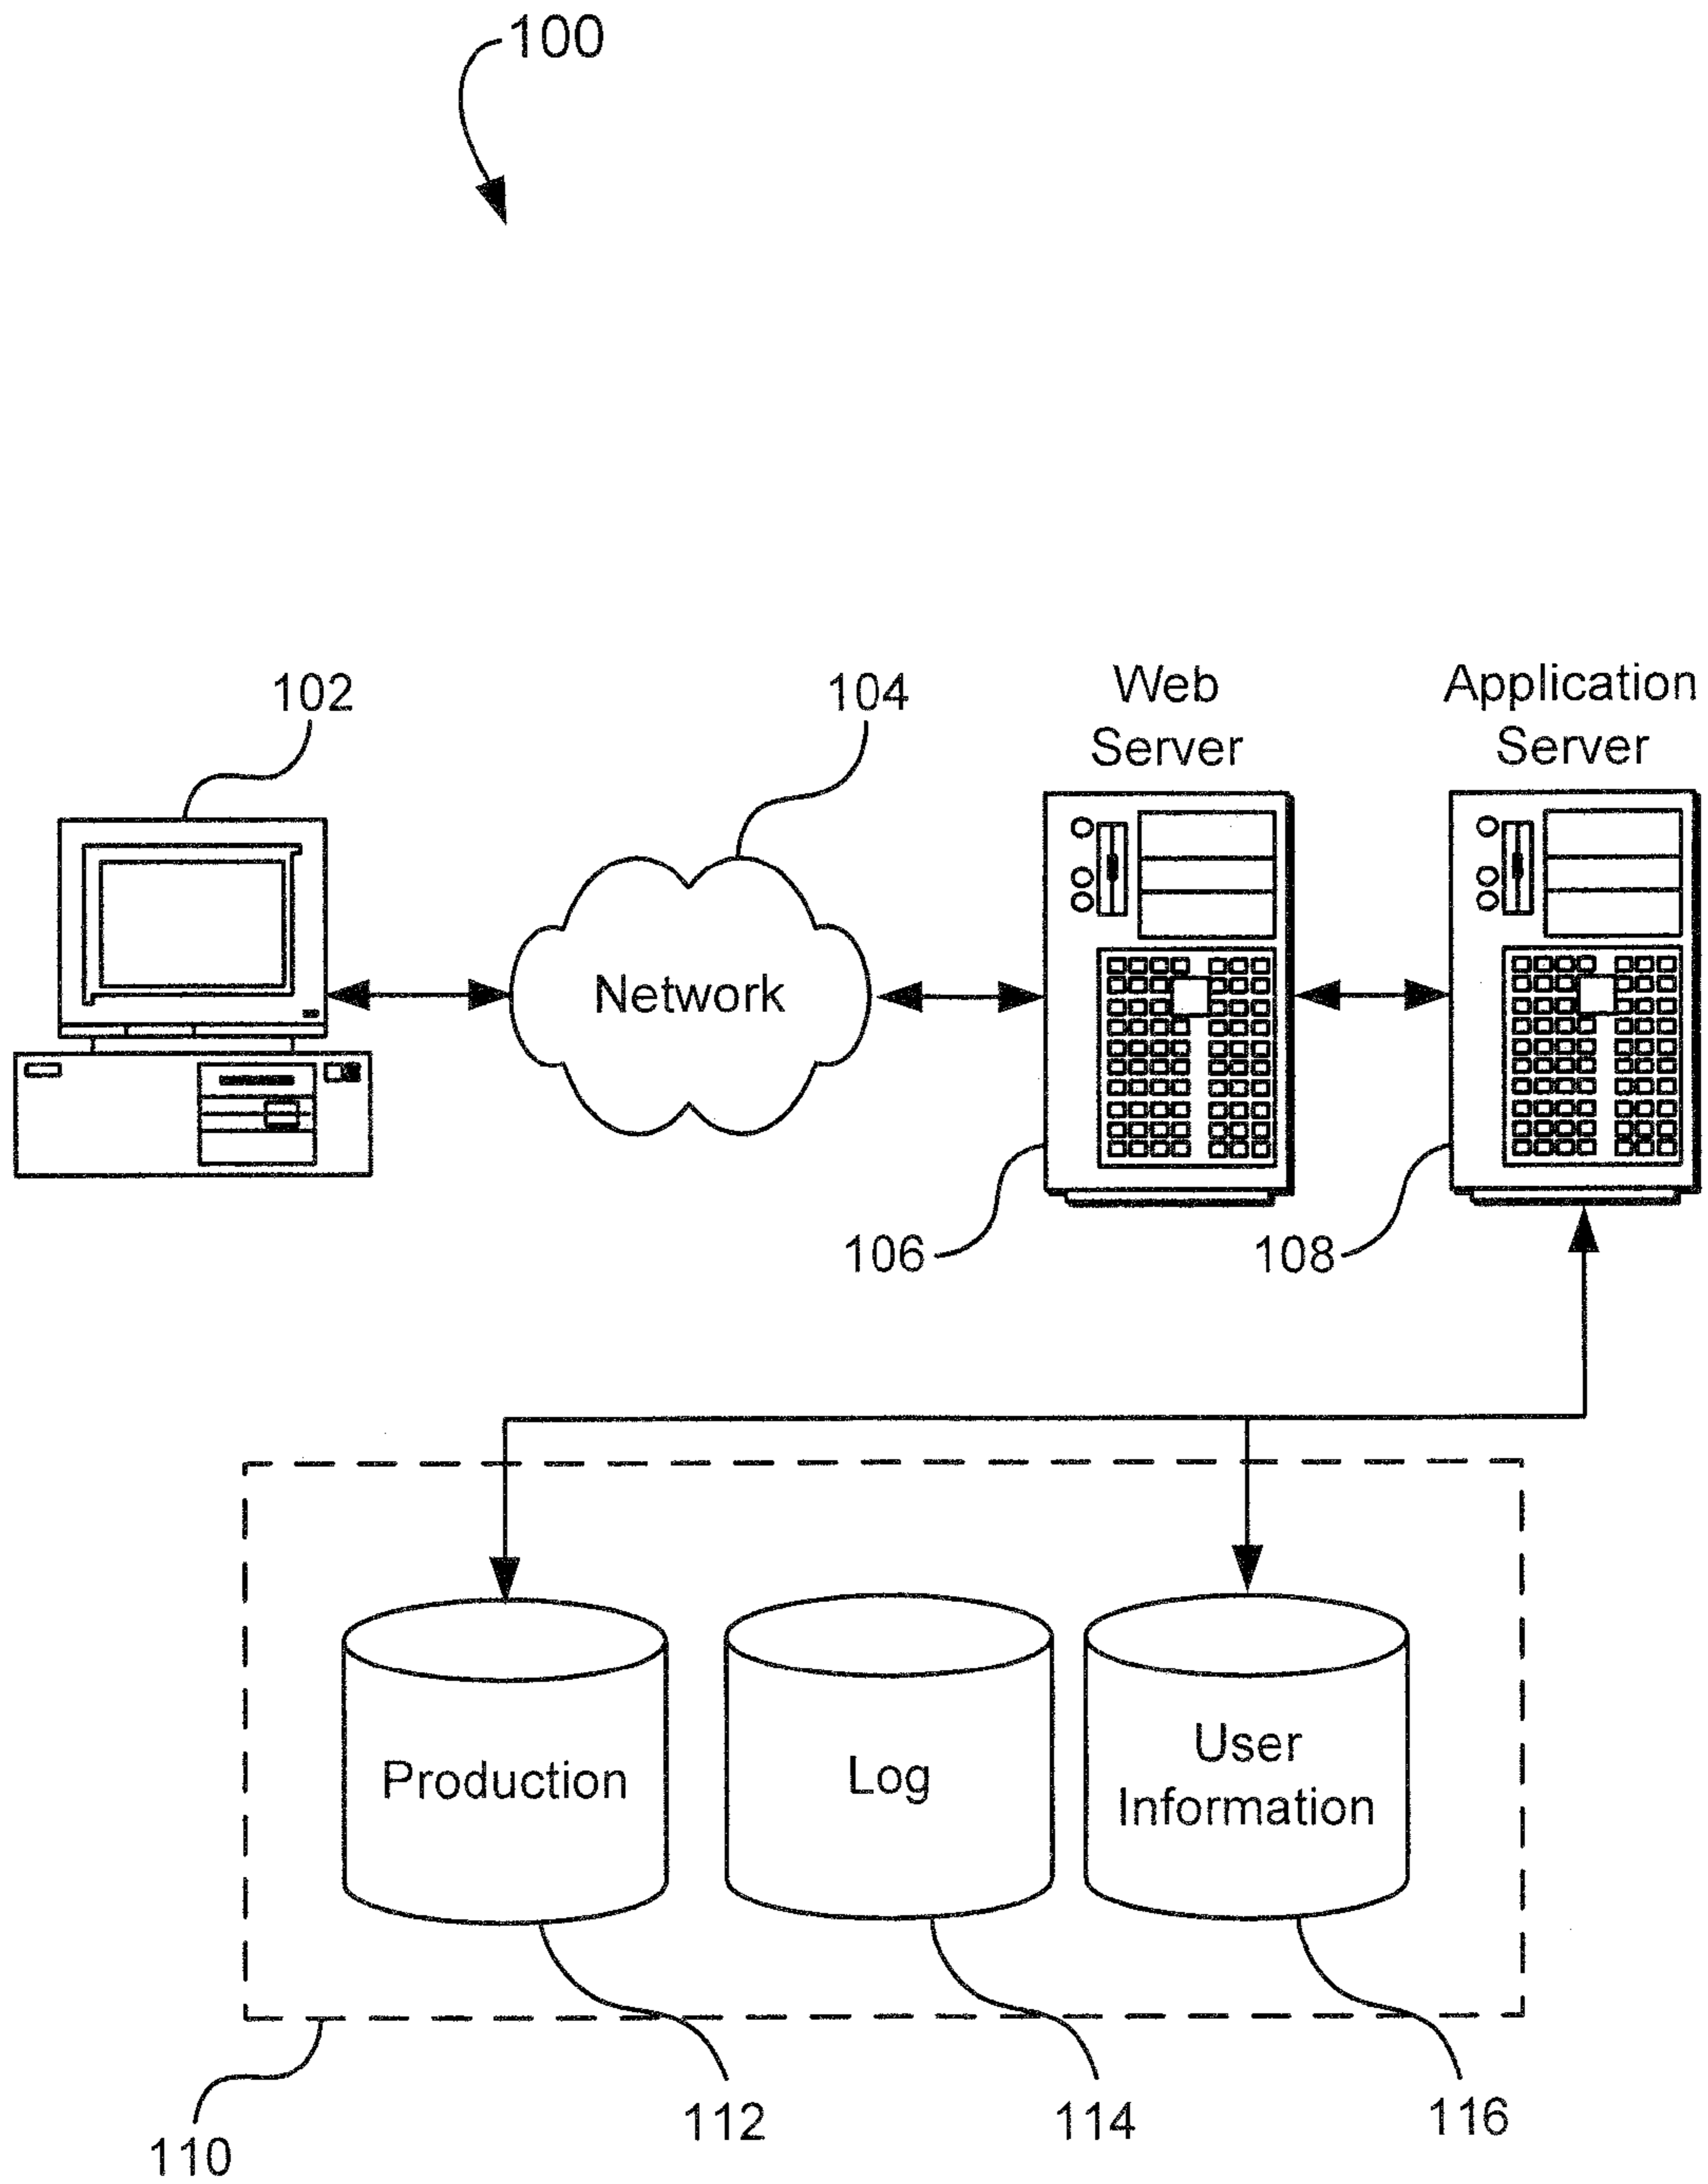 100
102
104
Web
Server
Application
Server
Network
106
108
Production
Log
User
Information
110
112
114
116